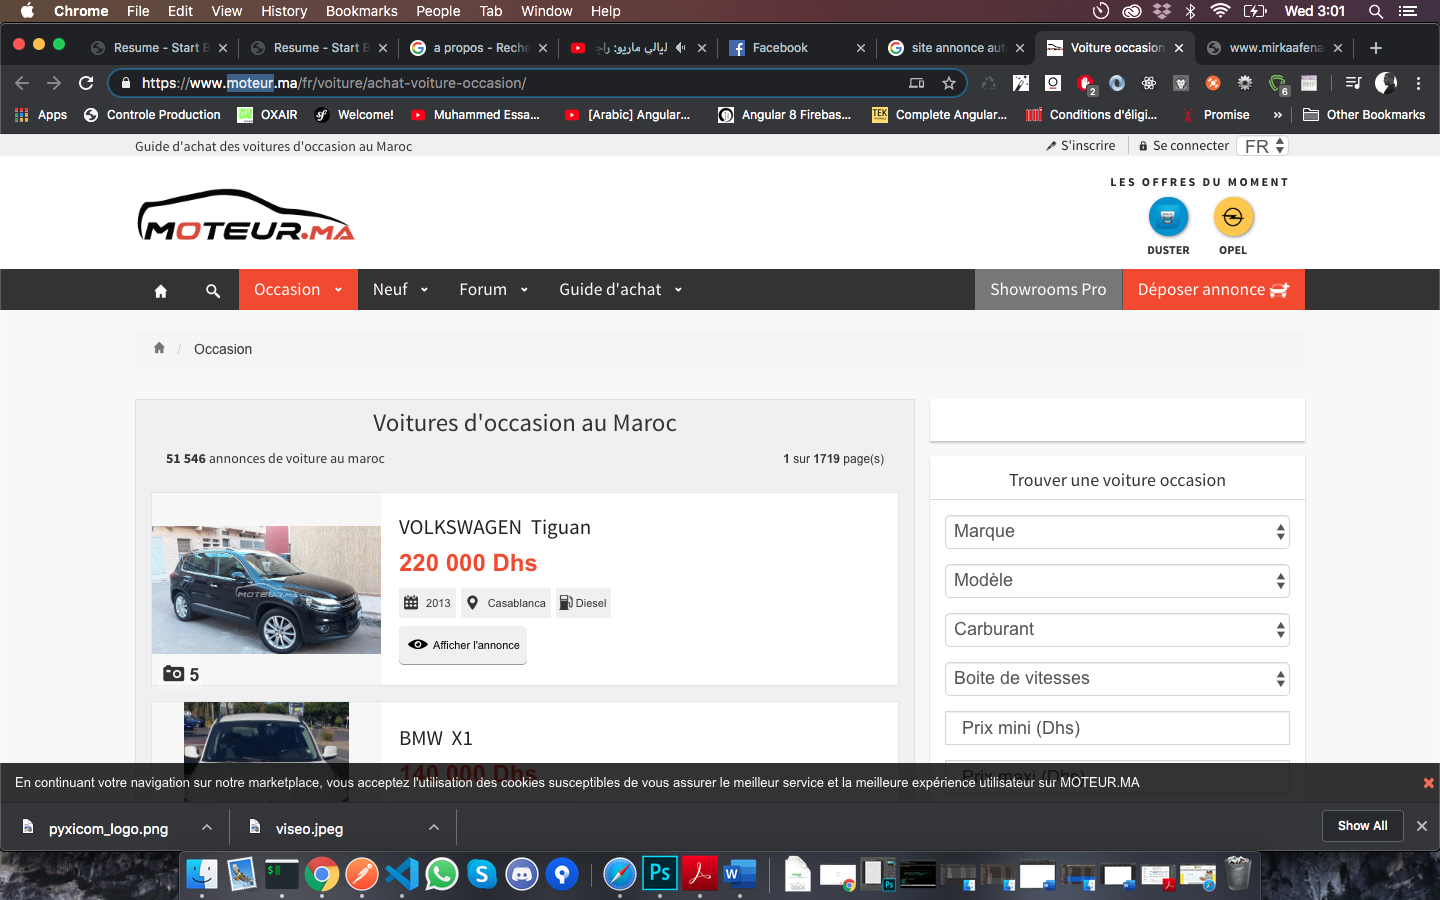 Chrome File Edit View History Bookmarks People Tab Window Help Wed 3:01
Resume - Start B
Resume - Start B
a propos - Reche
ليالي ماريو: راج
Facebook
site annonce aut
Voiture occasion
www.mirkaafena
https://www.moteur.ma/fr/voiture/achat-voiture-occasion/
2
6
Apps Controle Production OXAIR Welcome! Muhammed Essa... [Arabic] Angular... Angular 8 Firebas... TEK Complete Angular... Conditions d'éligi... Promise » Other Bookmarks
Guide d'achat des voitures d'occasion au Maroc S'inscrire Se connecter FR
LES OFFRES DU MOMENT
MOTEUR.MA
DUSTER OPEL
Occasion Neuf Forum Guide d'achat Showrooms Pro Déposer annonce
/ Occasion
Voitures d'occasion au Maroc
51 546 annonces de voiture au maroc 1 sur 1719 page(s)
VOLKSWAGEN Tiguan
220 000 Dhs
2013 Casablanca Diesel
Afficher l'annonce
MOTEUR.MA
5
BMW X1
140 000 Dhs
Trouver une voiture occasion
Marque
Modèle
Carburant
Boite de vitesses
Prix mini (Dhs)
Prix maxi (Dhs)
En continuant votre navigation sur notre marketplace, vous acceptez l'utilisation des cookies susceptibles de vous assurer le meilleur service et la meilleure expérience utilisateur sur MOTEUR.MA
pyxicom_logo.png viseo.jpeg Show All
Ps W DOCX